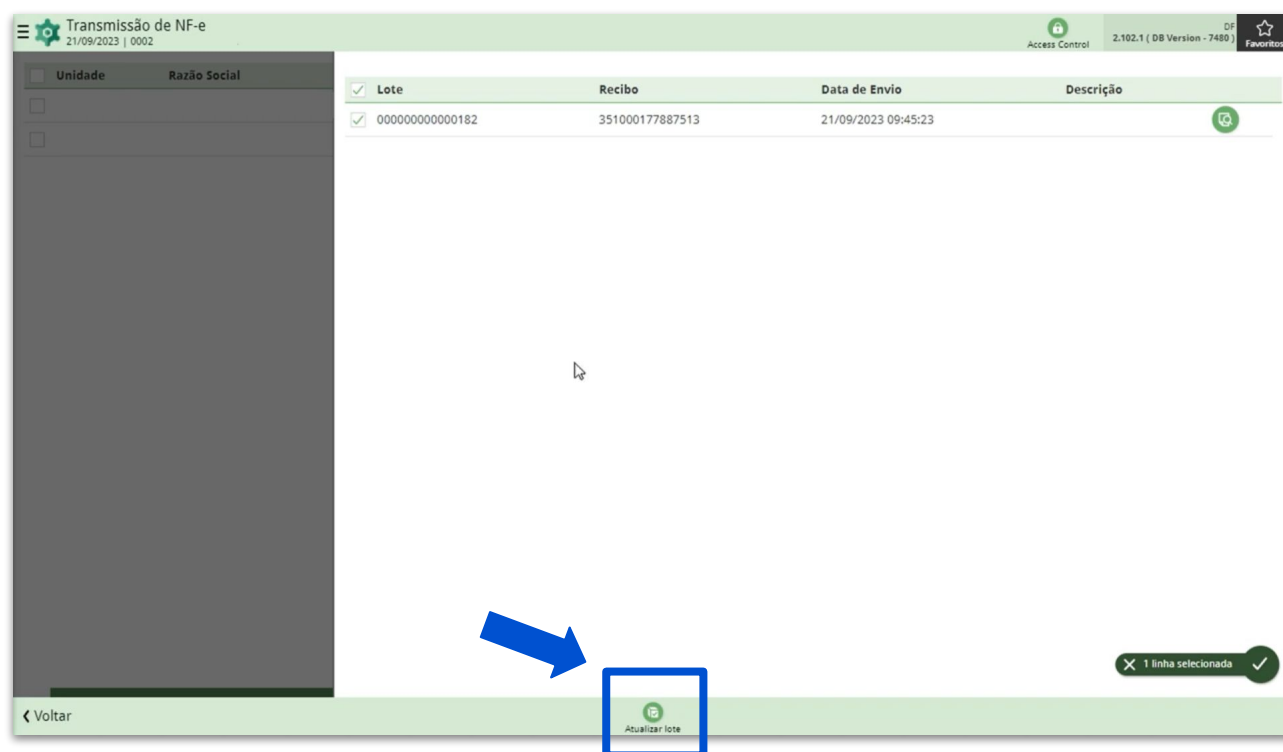 Transmissão de NF-e
21/09/2023 | 0002
Access Control
DF
2.102.1 ( DB Version - 7480 )
Favoritos
Unidade Razão Social
Lote Recibo Data de Envio Descrição
000000000000182 351000177887513 21/09/2023 09:45:23
1 linha selecionada
Voltar
Atualizar lote